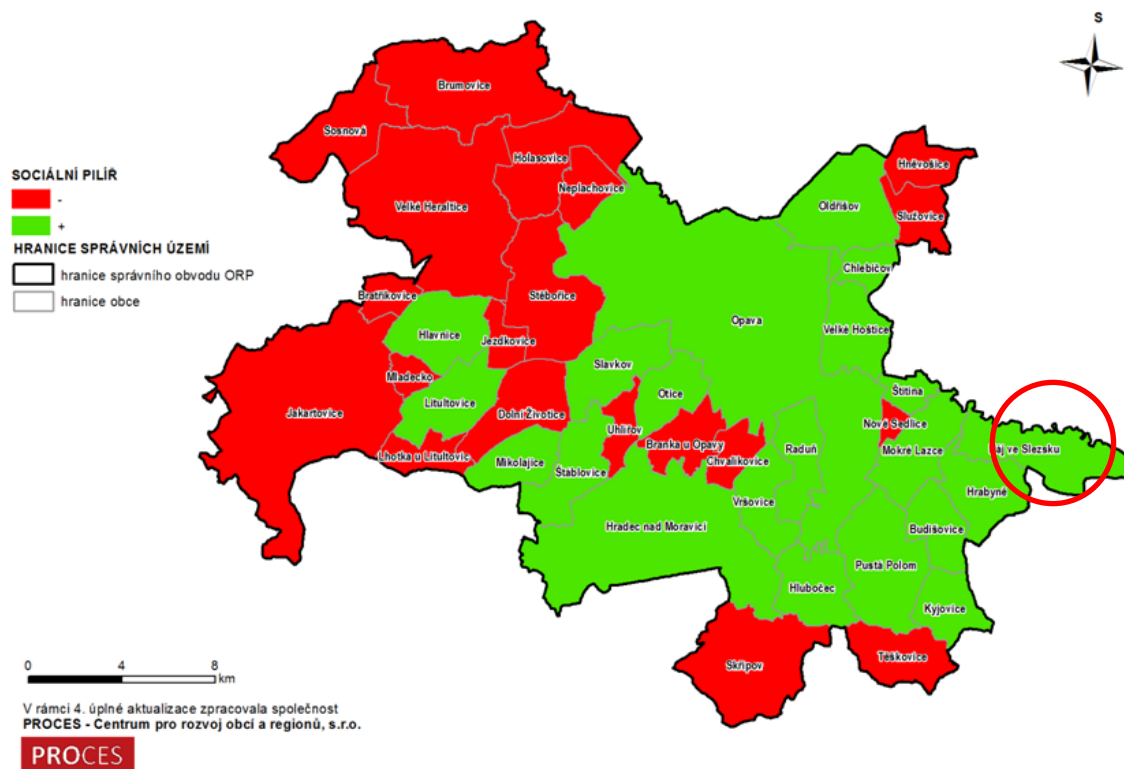 S
Brumovice
Sosnová
Holasovice
Neplachovice
Hněvošice
Oldřišov
Služovice
SOCIÁLNÍ PILÍŘ
-
+
HRANICE SPRÁVNÍCH ÚZEMÍ
hranice správního obvodu ORP
hranice obce
Velké Heraltice
Chlebičov
Bratříkovice
Stěbořice
Opava
Velké Hoštice
Hlavnice
Jezdkovice
Slavkov
Mladecko
Otice
Štítina
Litultovice
Jakartovice
Dolní Životice
Uhlířov
Nové Sedlice
Branka u Opavy
Raduň
Mokré Lazce
aj ve Slezsku
Lhotka u Litultovic
Mikolajice
Štáblovice
Chvalíkovice
Hrabyně
Vršovice
Hradec nad Moravicí
Budišovice
Pustá Polom
Hlubočec
Kyjovice
Skřipov
Těškovice
0 4 8
km
V rámci 4. úplné aktualizace zpracovala společnost
PROCES - Centrum pro rozvoj obcí a regionů, s.r.o.
PROCES